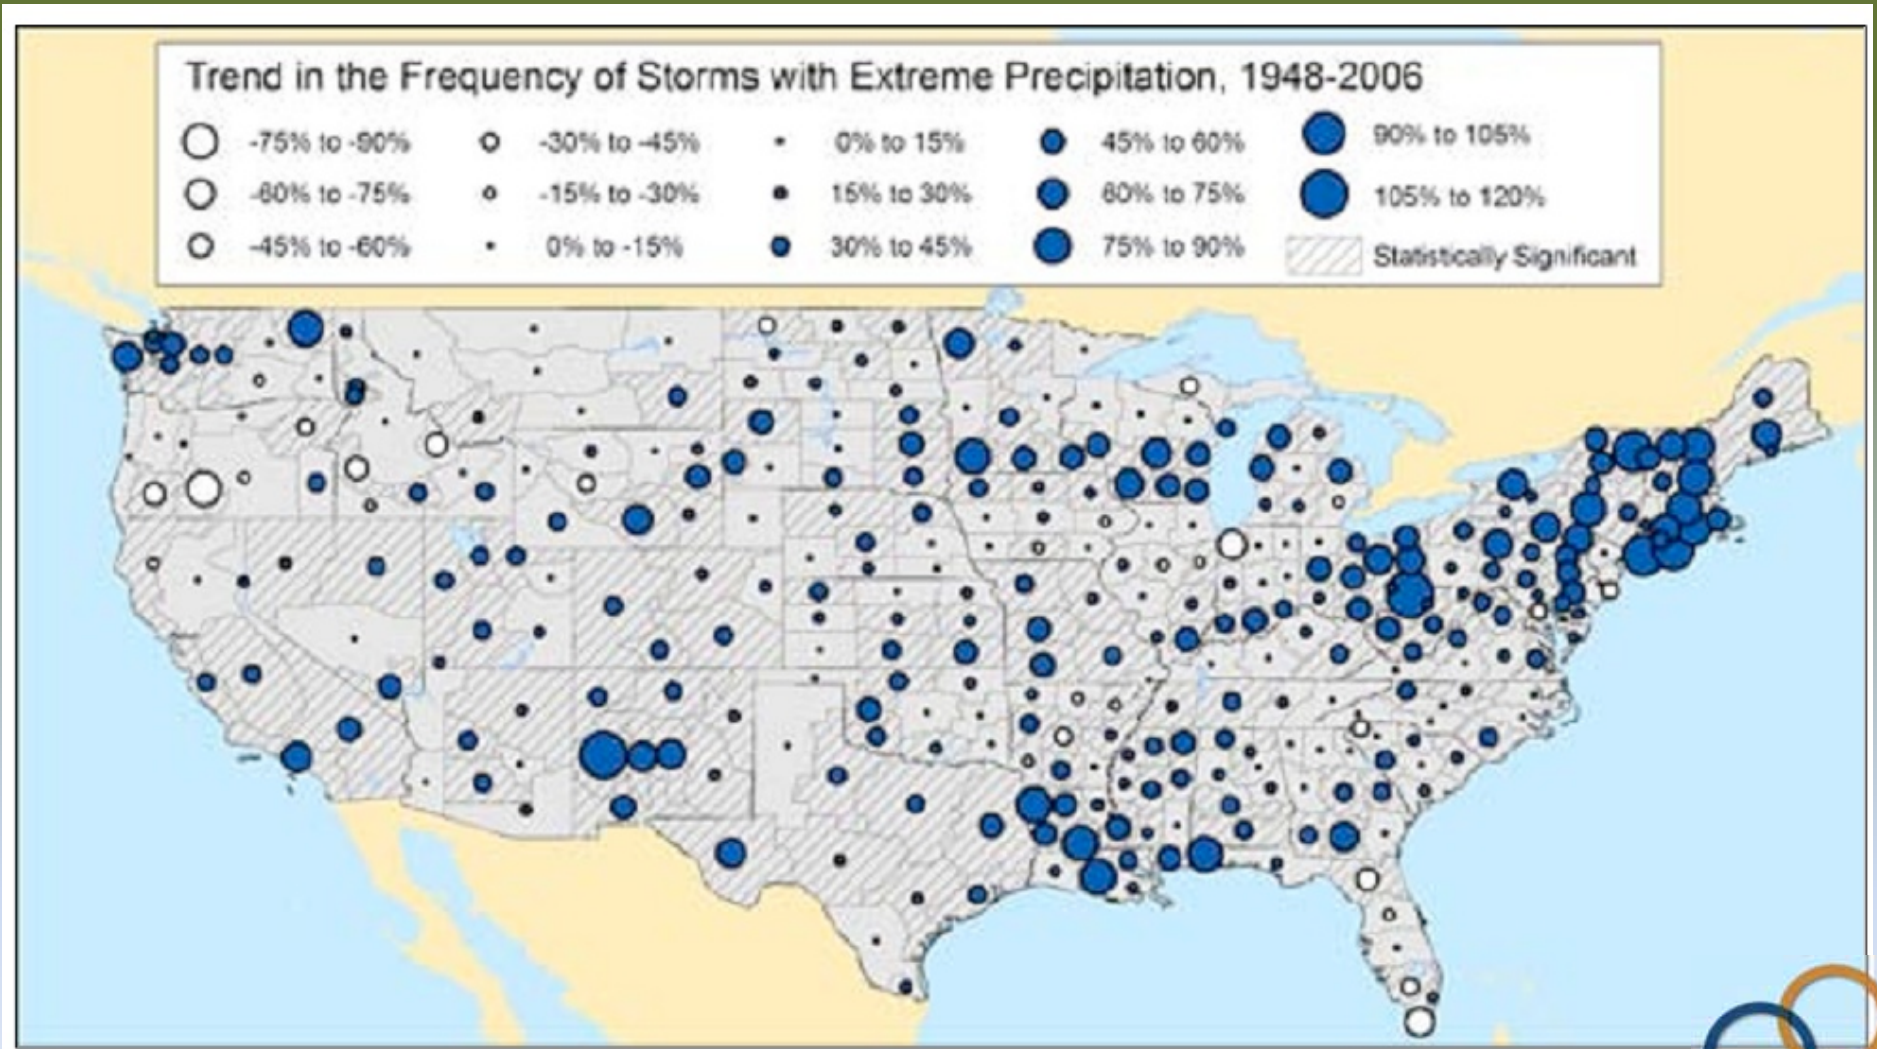 Trend in the Frequency of Storms with Extreme Precipitation, 1948-2006
-75% to -90%
-60% to -75%
-45% to -60%
-30% to -45%
-15% to -30%
0% to -15%
0% to 15%
15% to 30%
30% to 45%
45% to 60%
60% to 75%
75% to 90%
90% to 105%
105% to 120%
Statistically Significant